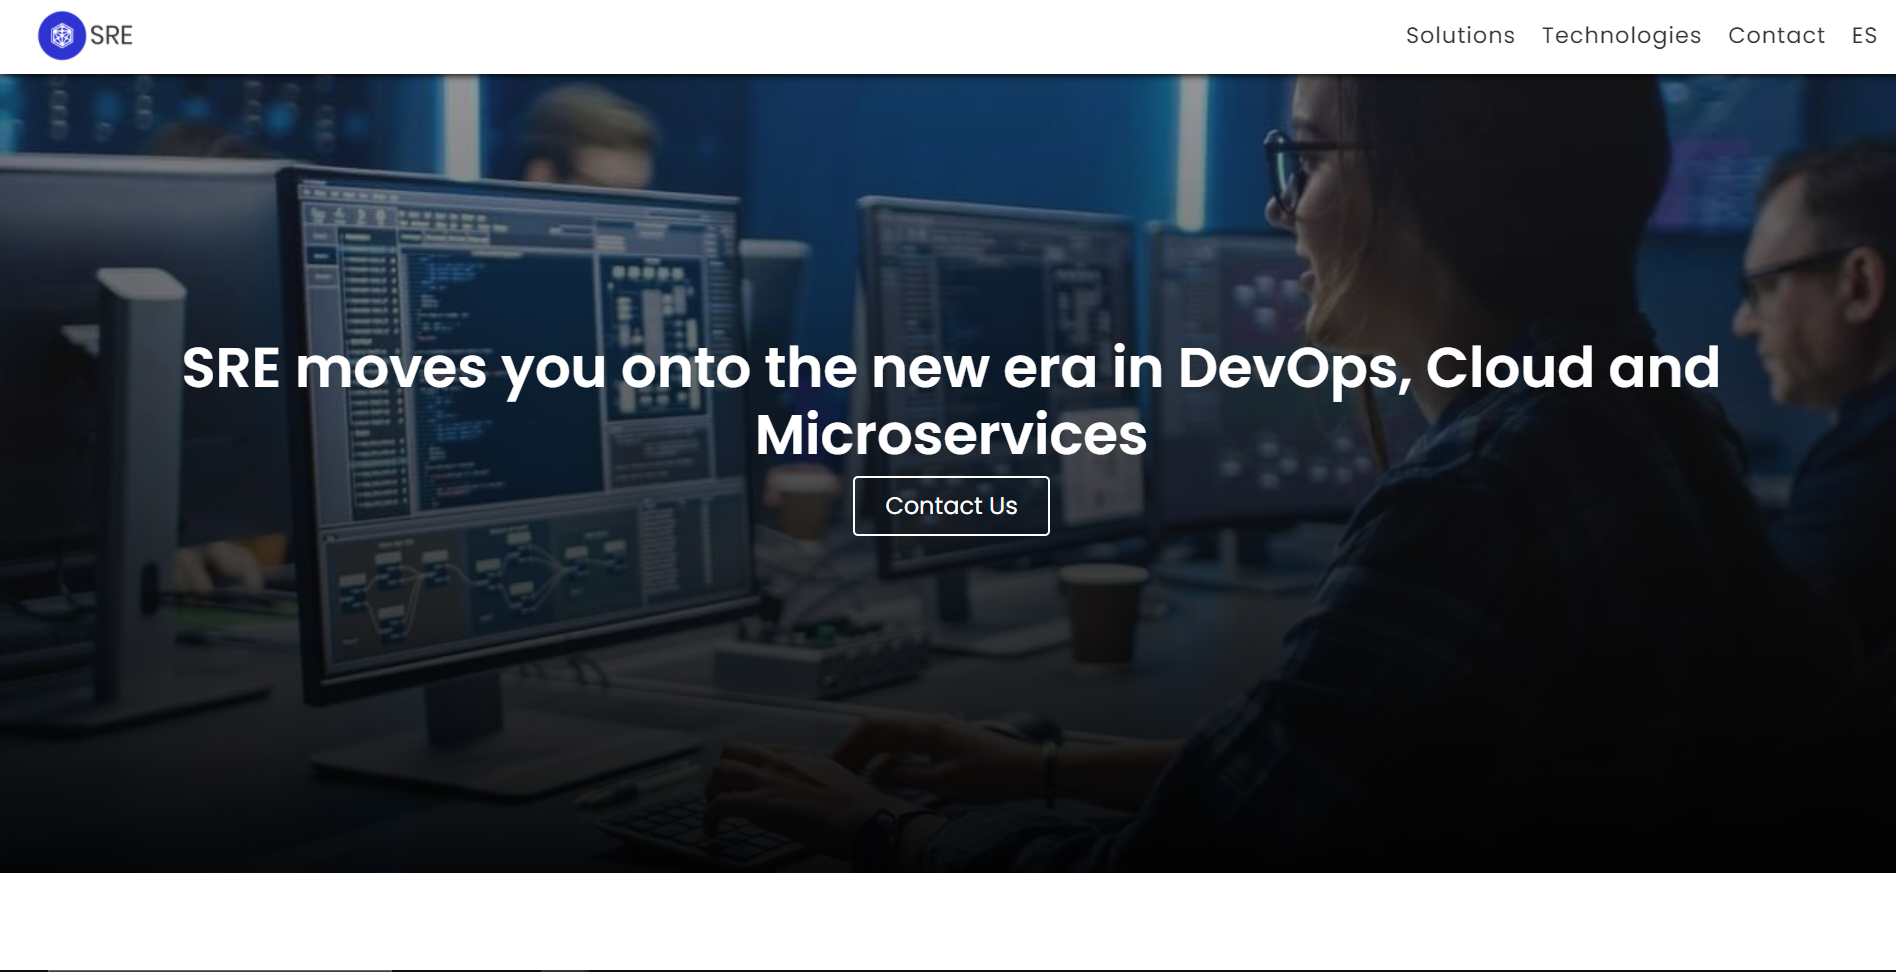 SRE
Solutions
Technologies
Contact
ES
SRE moves you onto the new era in DevOps, Cloud and
Microservices
Contact Us